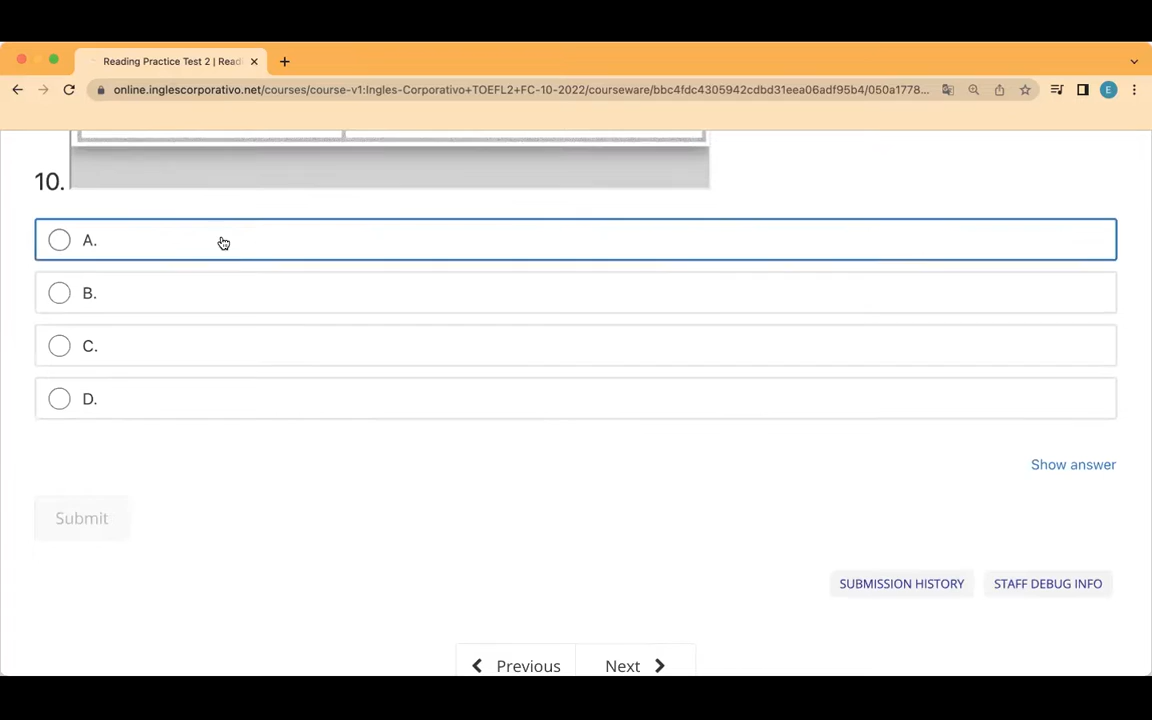 Reading Practice Test 2 | Read
online.inglescorporativo.net/courses/course-v1:Ingles-Corporativo+TOEFL2+FC-10-2022/courseware/bbc4fdc4305942cdbd31eea06adf95b4/050a1778...
E
10.
A.
B.
C.
D.
Show answer
Submit
SUBMISSION HISTORY
STAFF DEBUG INFO
Previous
Next